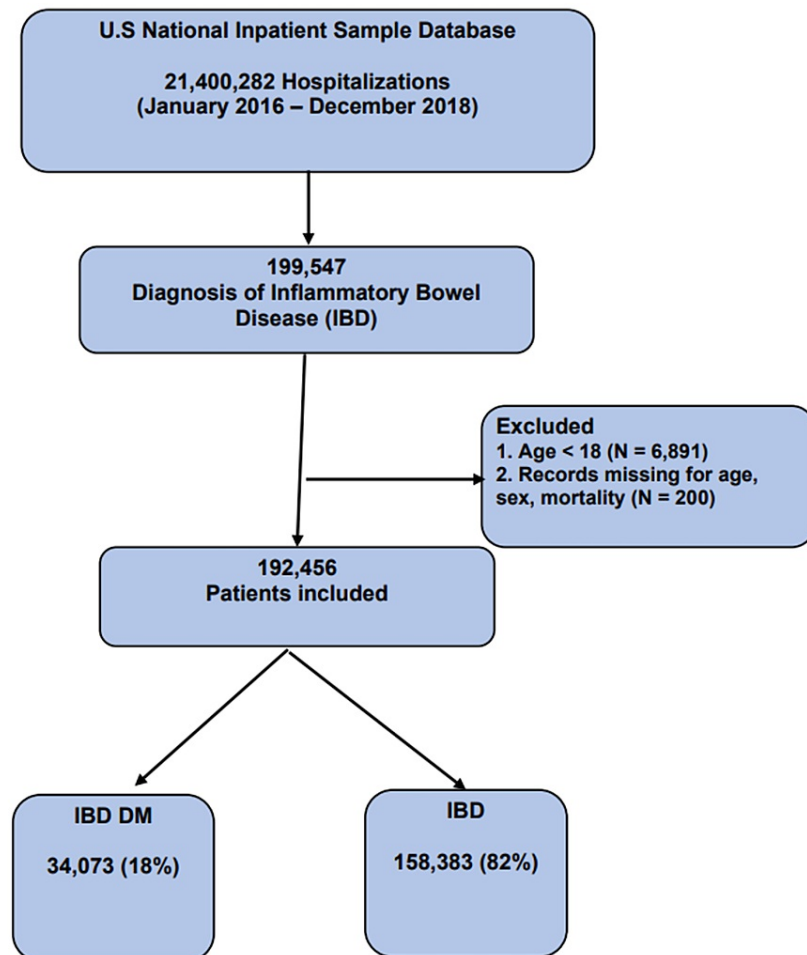 U.S National Inpatient Sample Database
21,400,282 Hospitalizations
(January 2016 – December 2018)
199,547
Diagnosis of Inflammatory Bowel
Disease (IBD)
Excluded
1. Age < 18 (N = 6,891)
2. Records missing for age,
sex, mortality (N = 200)
192,456
Patients included
IBD DM
34,073 (18%)
IBD
158,383 (82%)